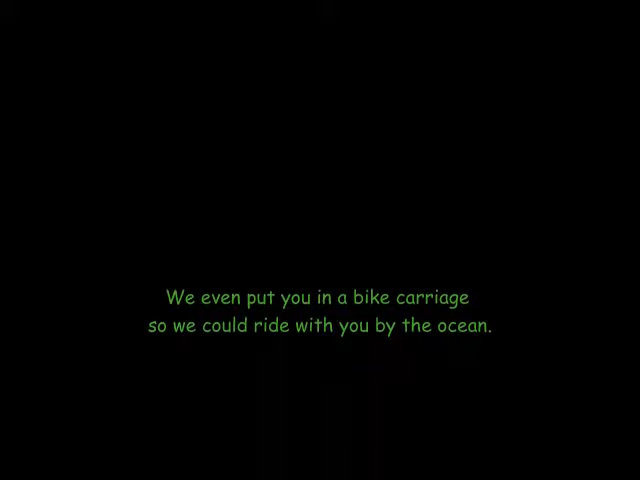 We even put you in a bike carriage
so we could ride with you by the ocean.